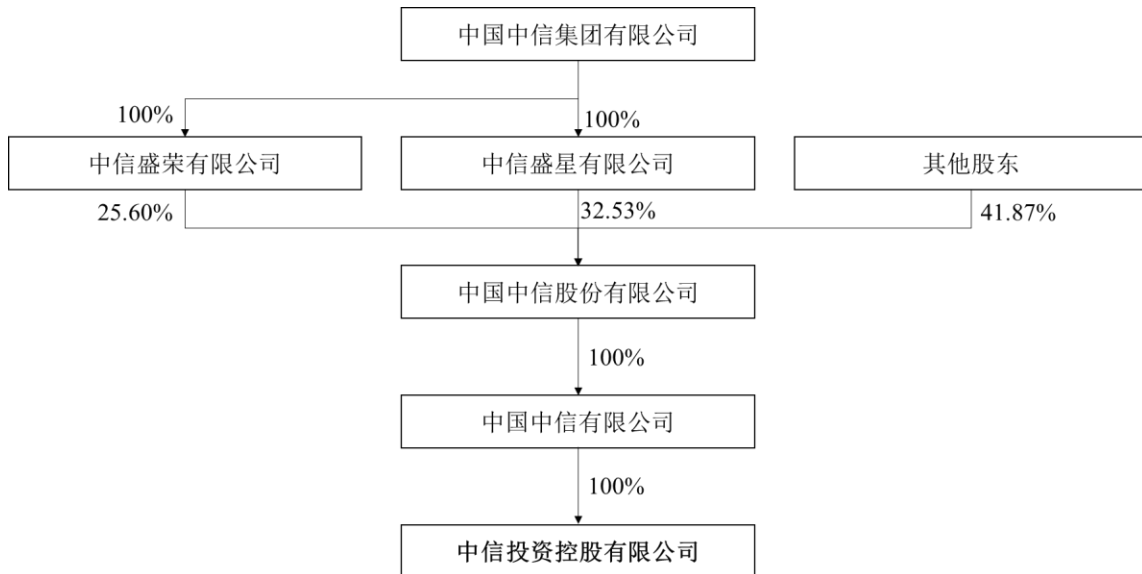 中国中信集团有限公司
100%
100%
中信盛荣有限公司
中信盛星有限公司
其他股东
25.60%
32.53%
41.87%
中国中信股份有限公司
100%
中国中信有限公司
100%
中信投资控股有限公司